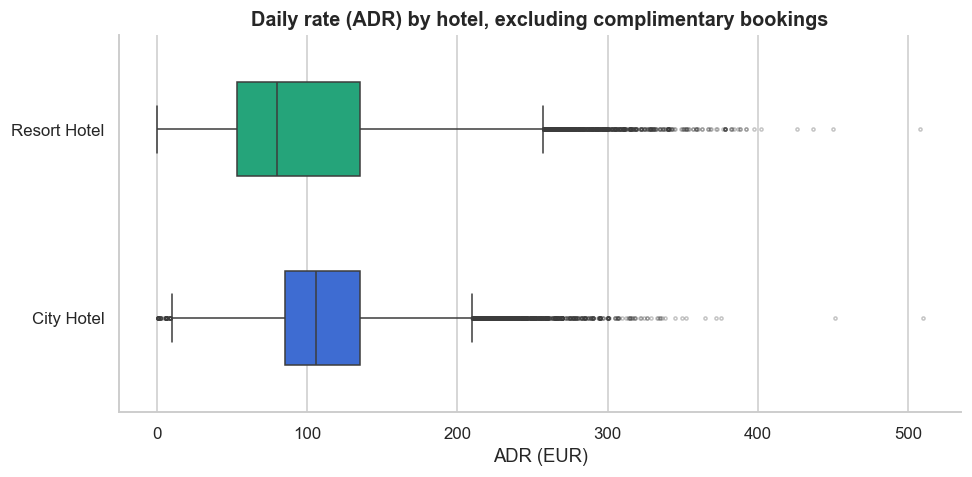 Daily rate (ADR) by hotel, excluding complimentary bookings
Resort Hotel
City Hotel
0 100 200 300 400 500
ADR (EUR)